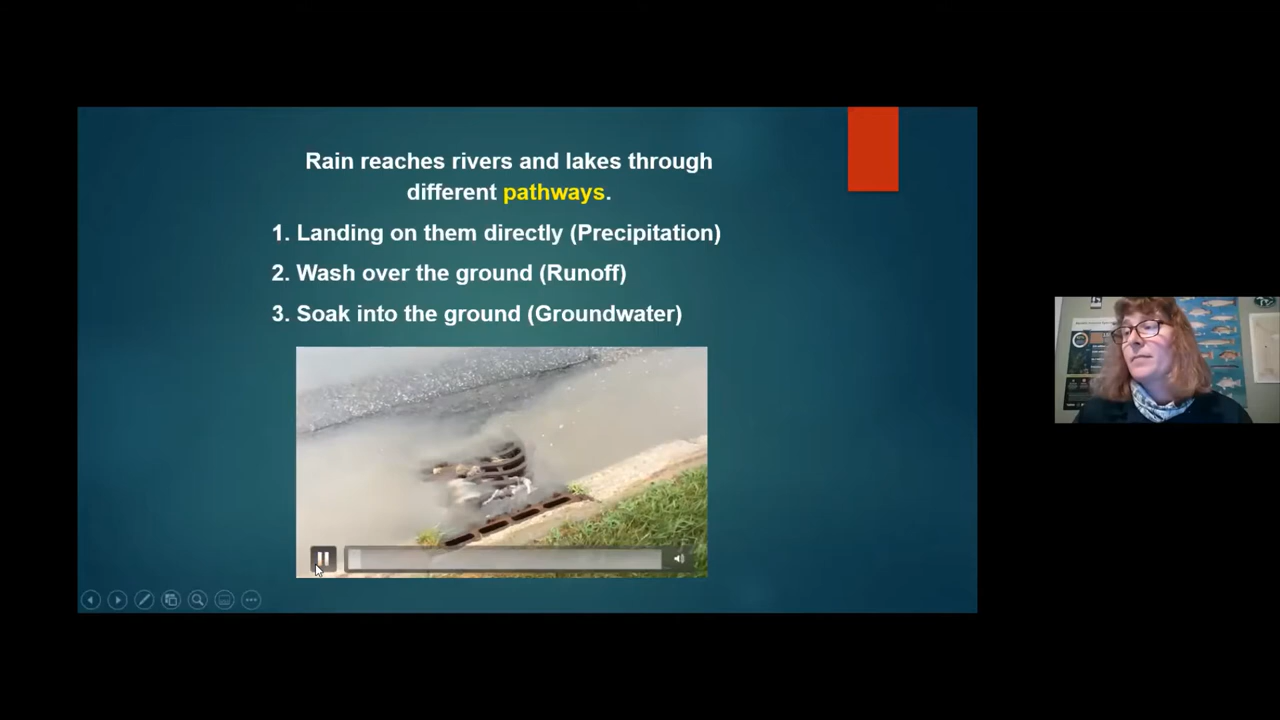 Rain reaches rivers and lakes through
different pathways.
1. Landing on them directly (Precipitation)
2. Wash over the ground (Runoff)
3. Soak into the ground (Groundwater)